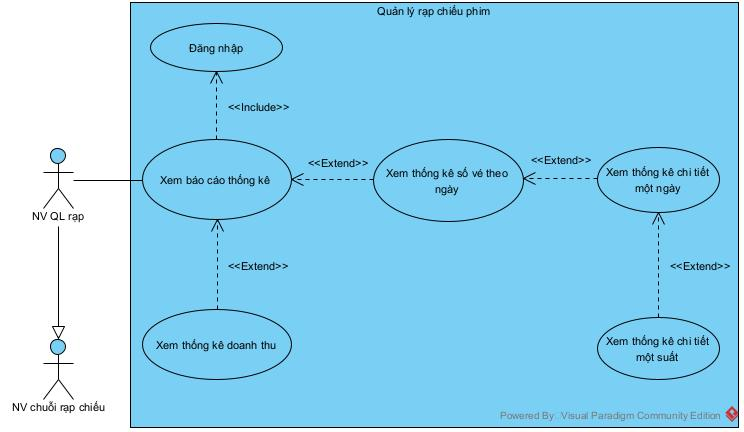 Quản lý rạp chiếu phim
Đăng nhập
<<Include>>
Xem báo cáo thống kê
<<Extend>>
Xem thống kê số vé theo
ngày
<<Extend>>
Xem thống kê chi tiết
một ngày
NV QL rạp
<<Extend>>
<<Extend>>
Xem thống kê doanh thu
Xem thống kê chi tiết
một suất
NV chuỗi rạp chiếu
Powered By Visual Paradigm Community Edition